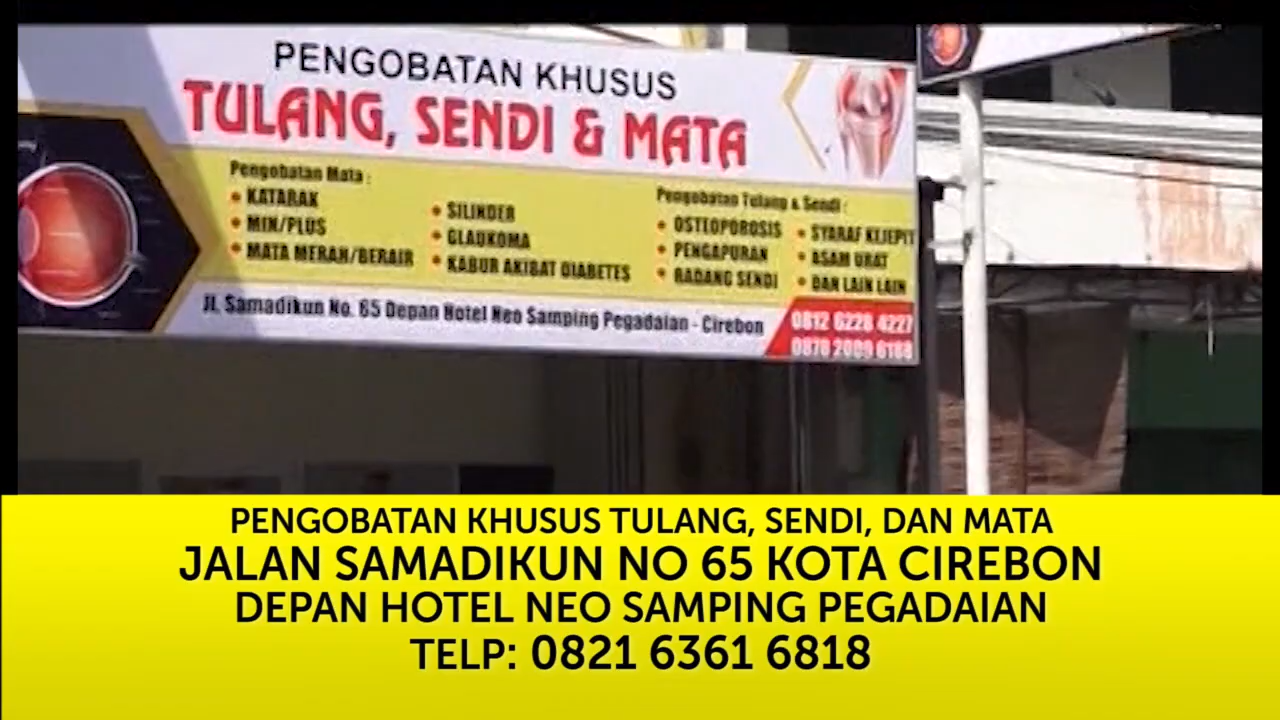 PENGOBATAN KHUSUS
TULANG, SENDI & MATA
Pengobatan Mata :
• KATARAK
• MIN/PLUS
• MATA MERAH/BERAIR
• SILINDER
• GLAUKOMA
• KABUR AKIBAT DIABETES
Pengobatan Tulang & Sendi :
• OSTEOPOROSIS
• PENGAPURAN
• RADANG SENDI
• SYARAF KEJEPIT
• ASAM URAT
• DAN LAIN LAIN
Jl. Samadikun No. 65 Depan Hotel Neo Samping Pegadaian - Cirebon
0812 6228 4227
0878 2009 6188
PENGOBATAN KHUSUS TULANG, SENDI, DAN MATA
JALAN SAMADIKUN NO 65 KOTA CIREBON
DEPAN HOTEL NEO SAMPING PEGADAIAN
TELP: 0821 6361 6818